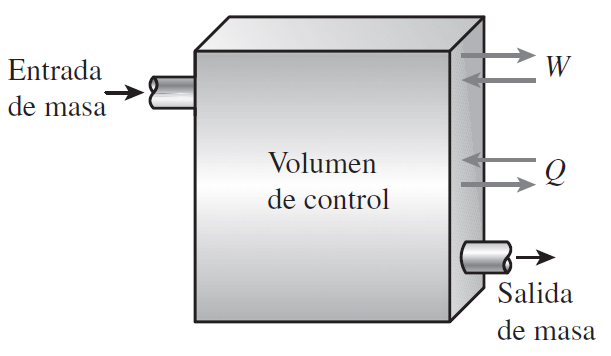 Entrada
de masa
W
Volumen
de control
Q
Salida
de masa